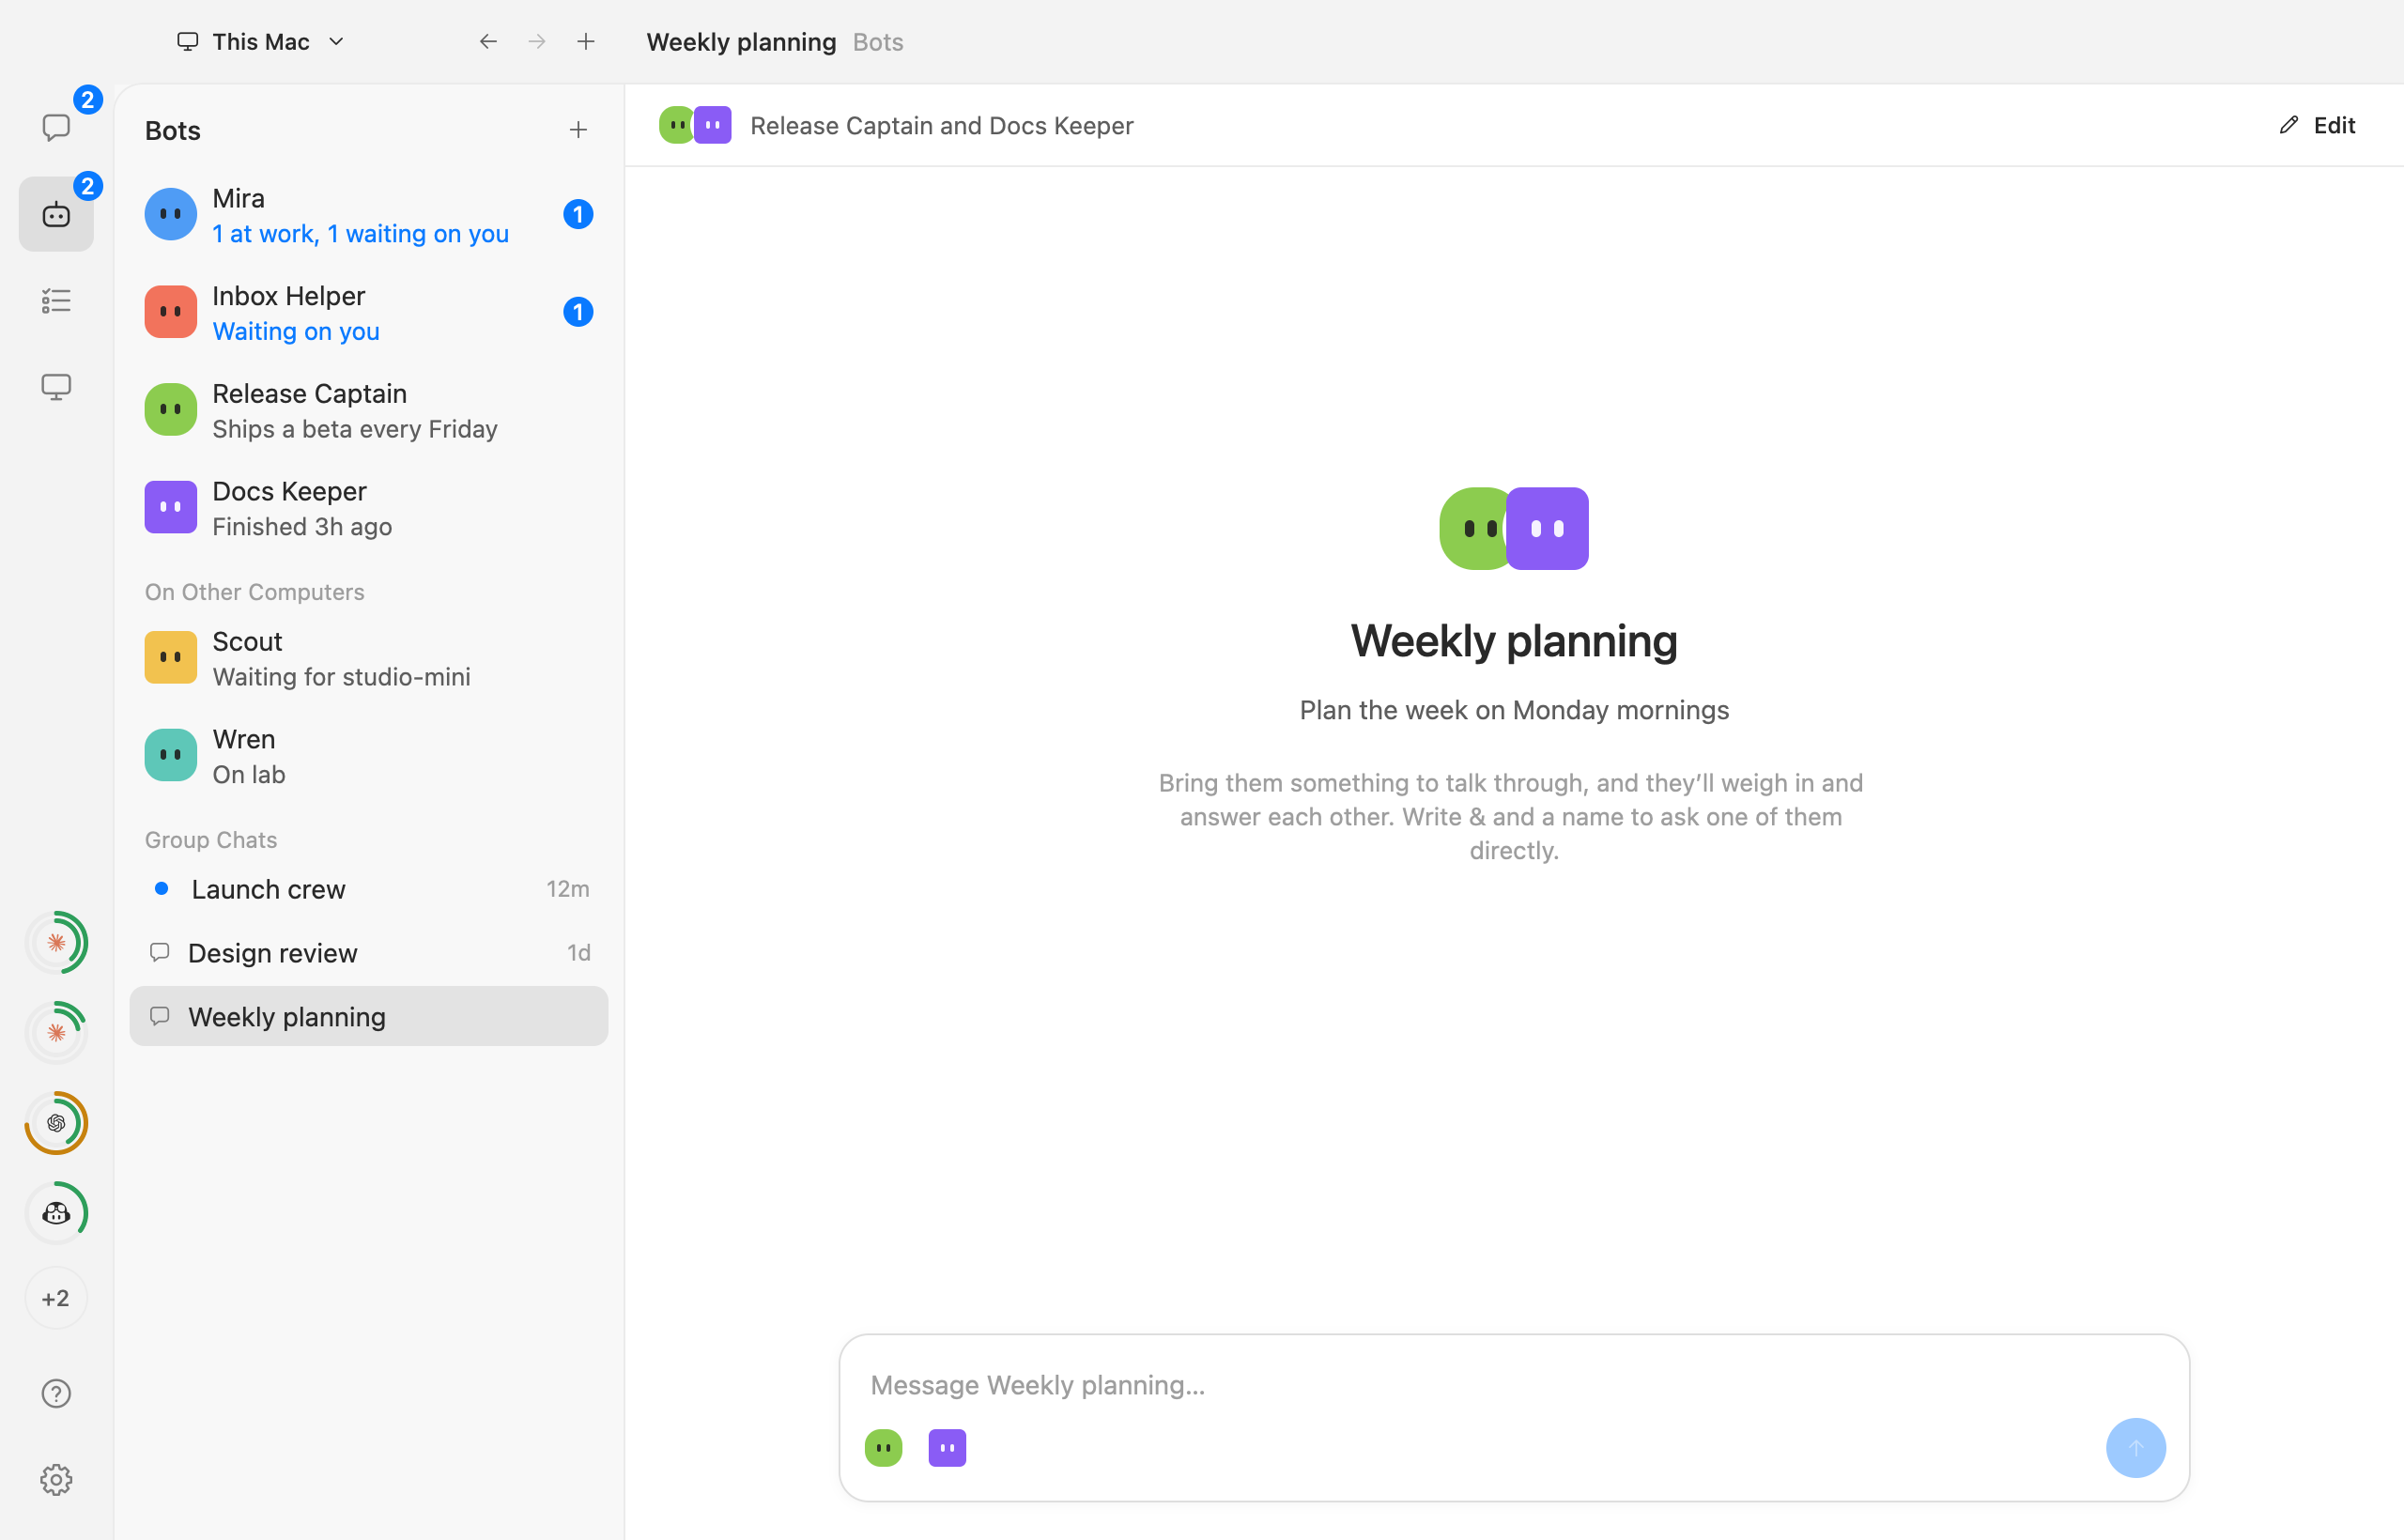 This Mac
Weekly planning Bots
2
2
Bots
Mira
1 at work, 1 waiting on you
1
Inbox Helper
Waiting on you
1
Release Captain
Ships a beta every Friday
Docs Keeper
Finished 3h ago
On Other Computers
Scout
Waiting for studio-mini
Wren
On lab
Group Chats
Launch crew 12m
Design review 1d
Weekly planning
+2
Release Captain and Docs Keeper
Edit
Weekly planning
Plan the week on Monday mornings
Bring them something to talk through, and they’ll weigh in and
answer each other. Write & and a name to ask one of them
directly.
Message Weekly planning...